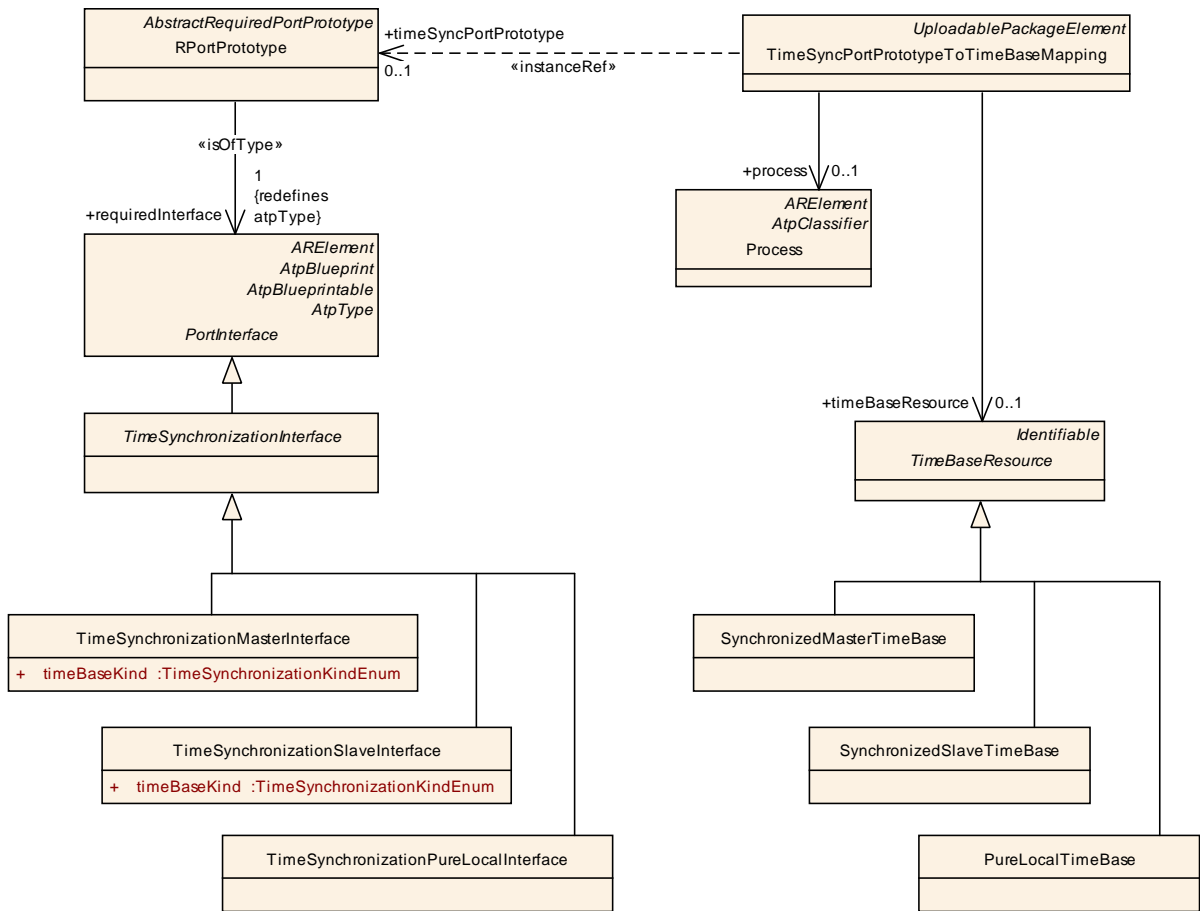 AbstractRequiredPortPrototype
RPortPrototype
+timeSyncPortPrototype
0..1
«instanceRef»
UploadablePackageElement
TimeSyncPortPrototypeToTimeBaseMapping
«isOfType»
1
{redefines
atpType}
+requiredInterface
+process
0..1
ARElement
AtpClassifier
Process
ARElement
AtpBlueprint
AtpBlueprintable
AtpType
PortInterface
TimeSynchronizationInterface
+timeBaseResource
0..1
Identifiable
TimeBaseResource
TimeSynchronizationMasterInterface
+ timeBaseKind :TimeSynchronizationKindEnum
SynchronizedMasterTimeBase
TimeSynchronizationSlaveInterface
+ timeBaseKind :TimeSynchronizationKindEnum
SynchronizedSlaveTimeBase
TimeSynchronizationPureLocalInterface
PureLocalTimeBase